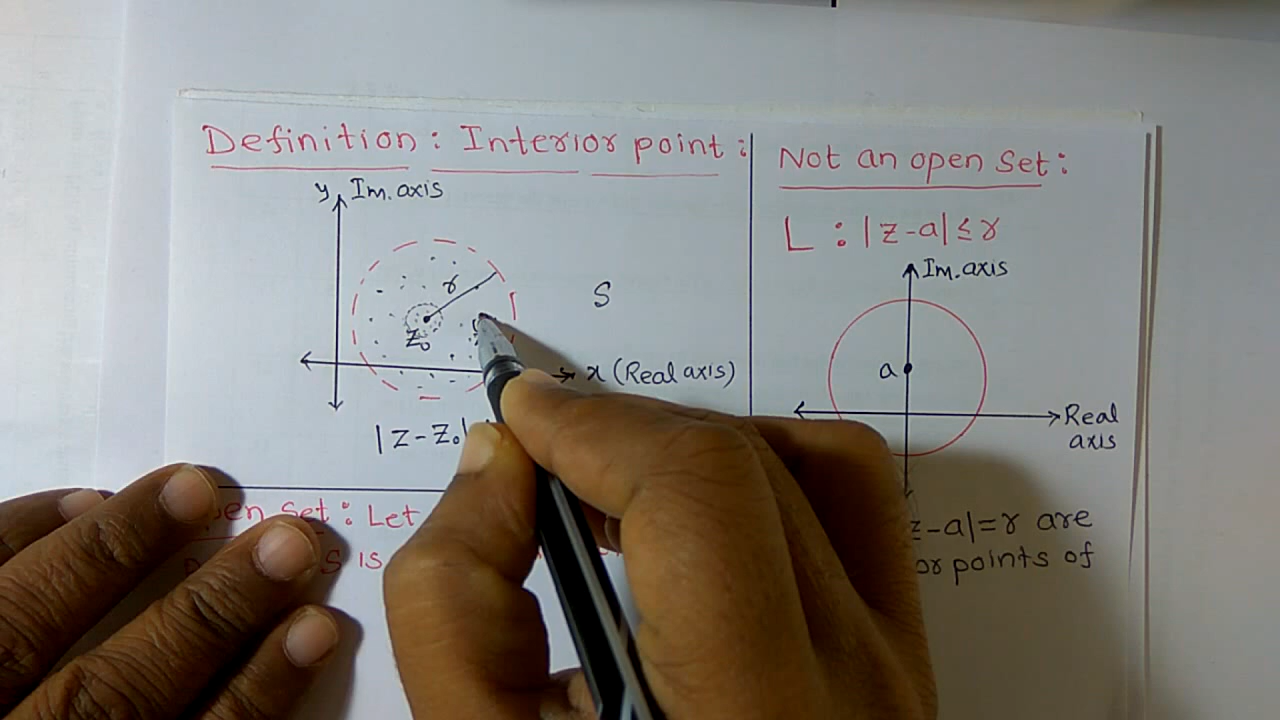 Definition : Interior point :
y Im. axis
r
S
z₀
x (Real axis)
|z - z₀|
Set : Let
S is
Not an open Set :
L : |z - a| ≤ r
Im. axis
a
Real
axis
z - a| = r are
points of